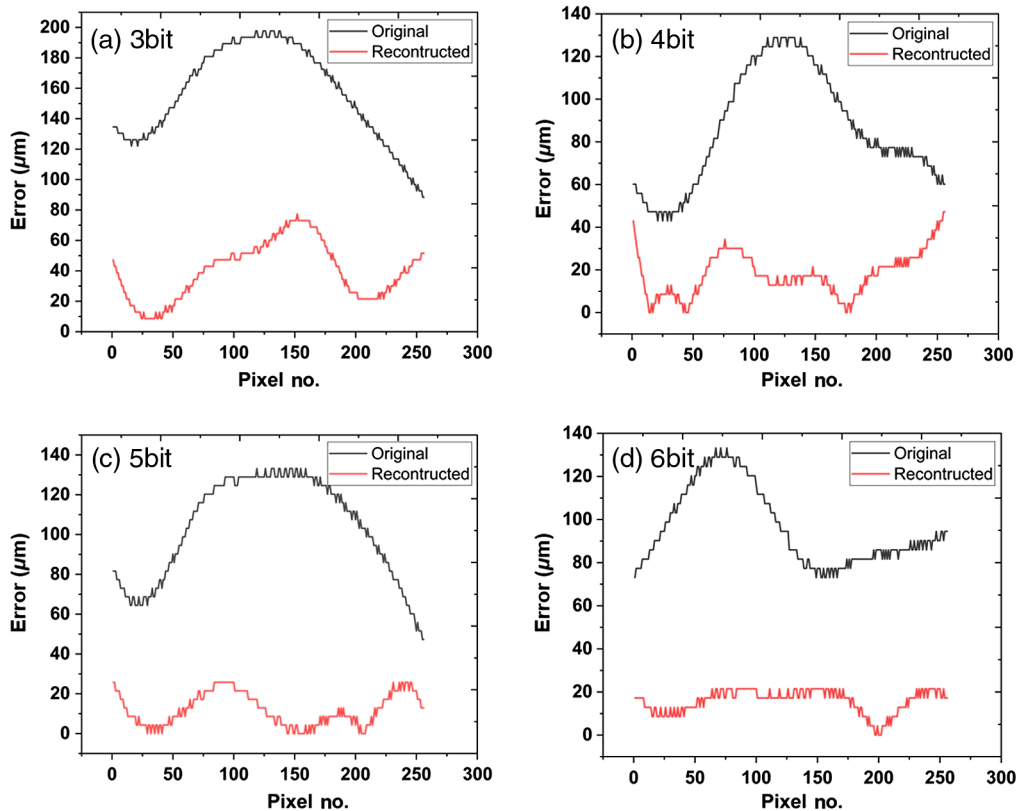 (a) 3bit
Original
Recontructed
Error (µm)
200
180
160
140
120
100
80
60
40
20
0
0 50 100 150 200 250 300
Pixel no.
(b) 4bit
Original
Recontructed
Error (µm)
140
120
100
80
60
40
20
0
0 50 100 150 200 250 300
Pixel no.
(c) 5bit
Original
Recontructed
Error (µm)
140
120
100
80
60
40
20
0
0 50 100 150 200 250 300
Pixel no.
(d) 6bit
Original
Recontructed
Error (µm)
140
120
100
80
60
40
20
0
0 50 100 150 200 250 300
Pixel no.